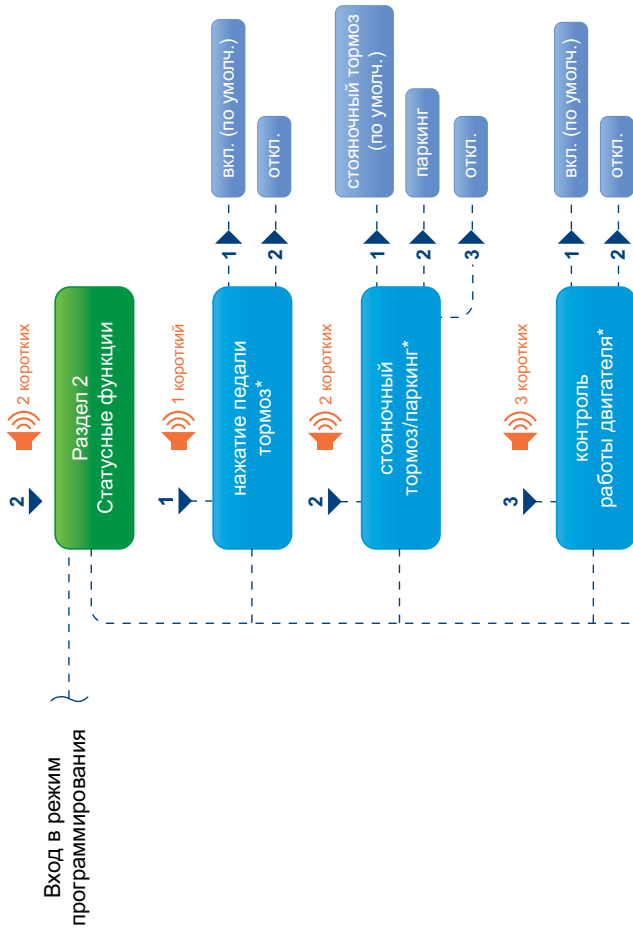 Вход в режим
программирования
2
2 коротких
Раздел 2
Статусные функции
1
1 короткий
нажатие педали
тормоз*
1
вкл. (по умолч.)
2
откл.
2
2 коротких
стояночный
тормоз/паркинг*
1
стояночный тормоз
(по умолч.)
2
паркинг
3
откл.
3
3 коротких
контроль
работы двигателя*
1
вкл. (по умолч.)
2
откл.